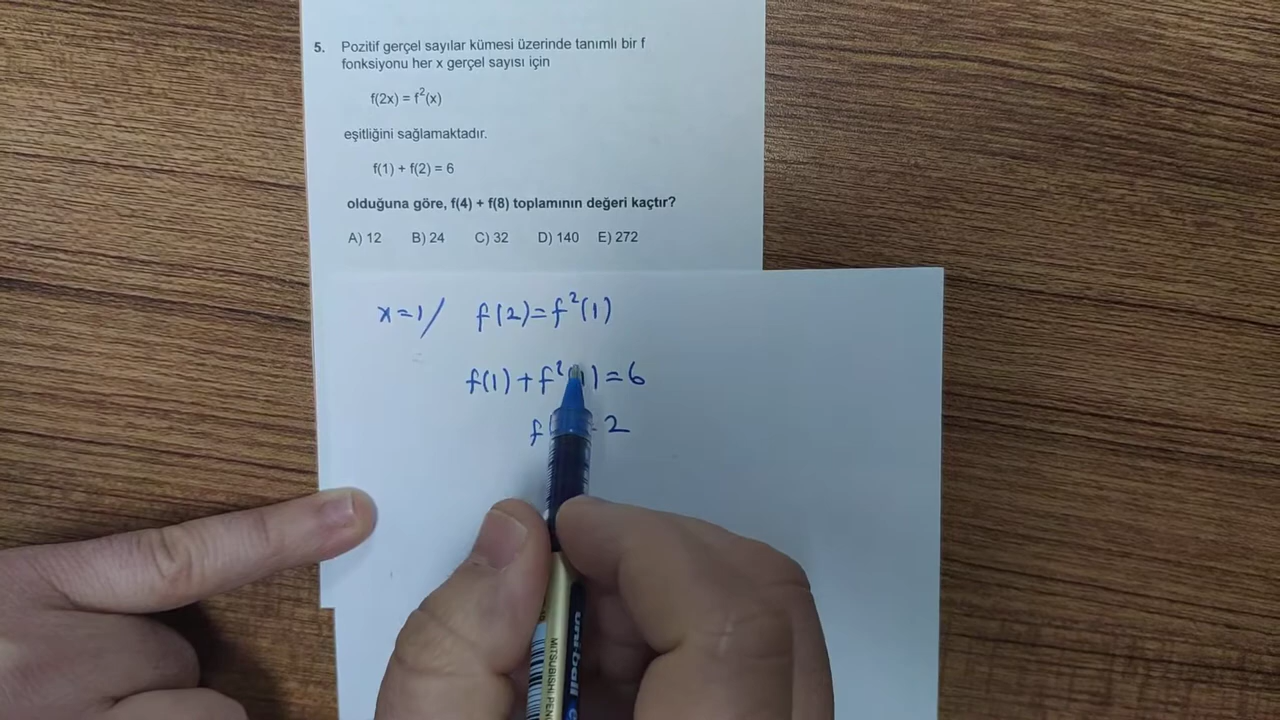 5. Pozitif gerçel sayılar kümesi üzerinde tanımlı bir f
fonksiyonu her x gerçel sayısı için
f(2x) = f²(x)
eşitliğini sağlamaktadır.
f(1) + f(2) = 6
olduğuna göre, f(4) + f(8) toplamının değeri kaçtır?
A) 12 B) 24 C) 32 D) 140 E) 272
x=1/ f(2)=f²(1)
f(1)+f²(1)=6
f 2
uni-ball
MITSUBISHI PEN